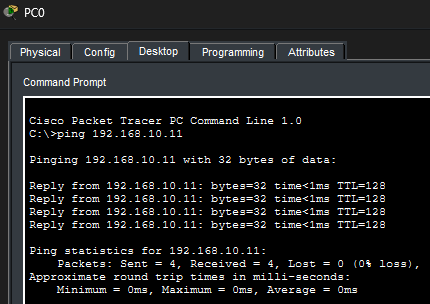 PC0
Physical Config Desktop Programming Attributes
Command Prompt
Cisco Packet Tracer PC Command Line 1.0
C:\>ping 192.168.10.11
Pinging 192.168.10.11 with 32 bytes of data:
Reply from 192.168.10.11: bytes=32 time<1ms TTL=128
Reply from 192.168.10.11: bytes=32 time<1ms TTL=128
Reply from 192.168.10.11: bytes=32 time<1ms TTL=128
Reply from 192.168.10.11: bytes=32 time<1ms TTL=128
Ping statistics for 192.168.10.11:
Packets: Sent = 4, Received = 4, Lost = 0 (0% loss),
Approximate round trip times in milli-seconds:
Minimum = 0ms, Maximum = 0ms, Average = 0ms